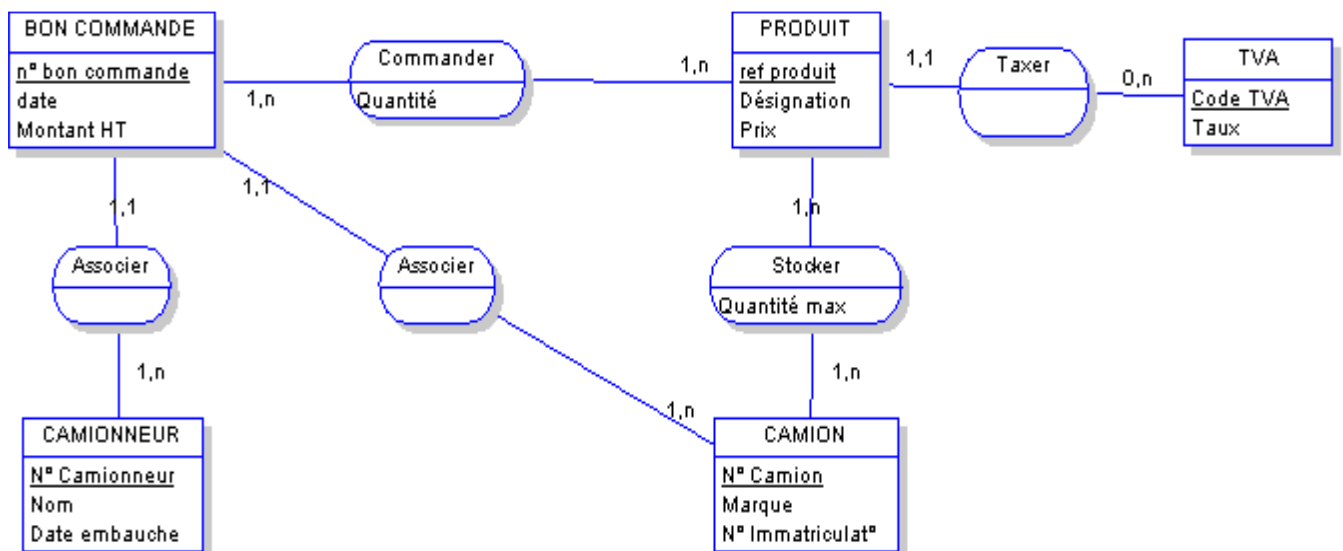 BON COMMANDE
n° bon commande
date
Montant HT
1,n
Commander
Quantité
1,n
PRODUIT
ref produit
Désignation
Prix
1,1
Taxer
0,n
TVA
Code TVA
Taux
1,1
1,1
1,n
Associer
Associer
Stocker
Quantité max
1,n
1,n
1,n
CAMIONNEUR
N° Camionneur
Nom
Date embauche
CAMION
N° Camion
Marque
N° Immatriculat°